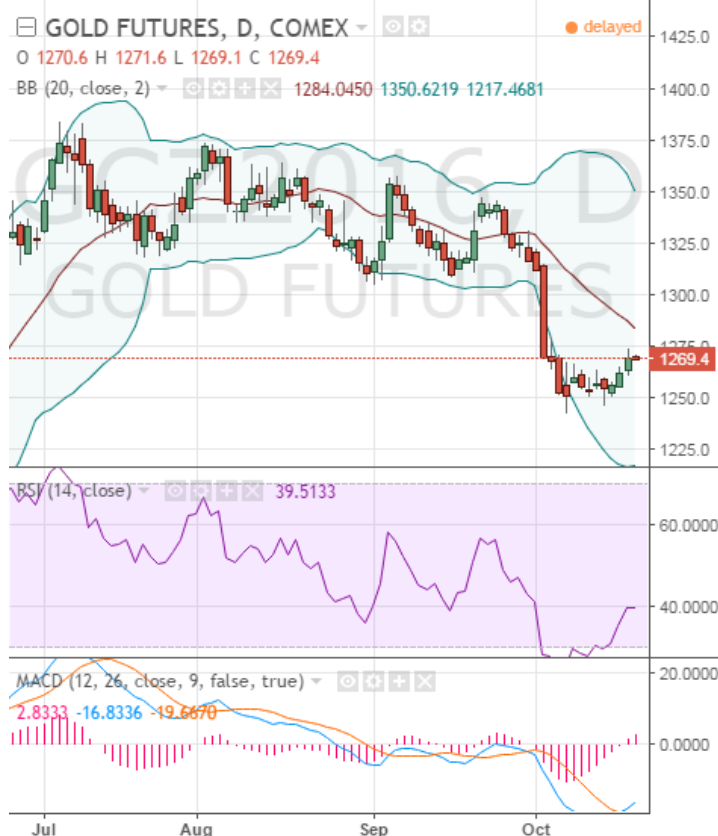 GOLD FUTURES, D, COMEX
delayed
O 1270.6 H 1271.6 L 1269.1 C 1269.4
BB (20, close, 2) 1284.0450 1350.6219 1217.4681
GCZ2016, D
GOLD FUTURES
1425.0
1400.0
1375.0
1350.0
1325.0
1300.0
1275.0
1269.4
1250.0
1225.0
RSI (14, close) 39.5133
60.0000
40.0000
MACD (12, 26, close, 9, false, true)
2.8333 -16.8336 -19.6670
20.0000
0.0000
Jul Aug Sep Oct